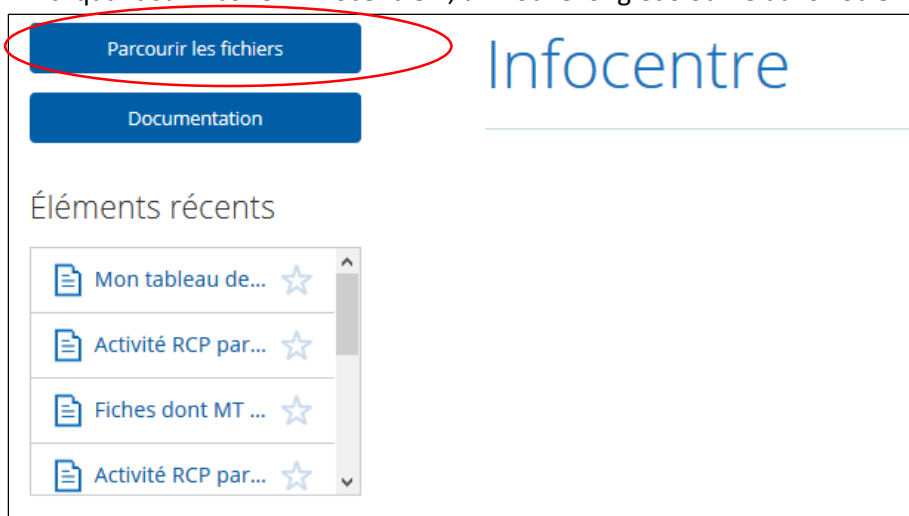 Parcourir les fichiers
Infocentre
Documentation
Éléments récents
Mon tableau de...
Activité RCP par...
Fiches dont MT ...
Activité RCP par...